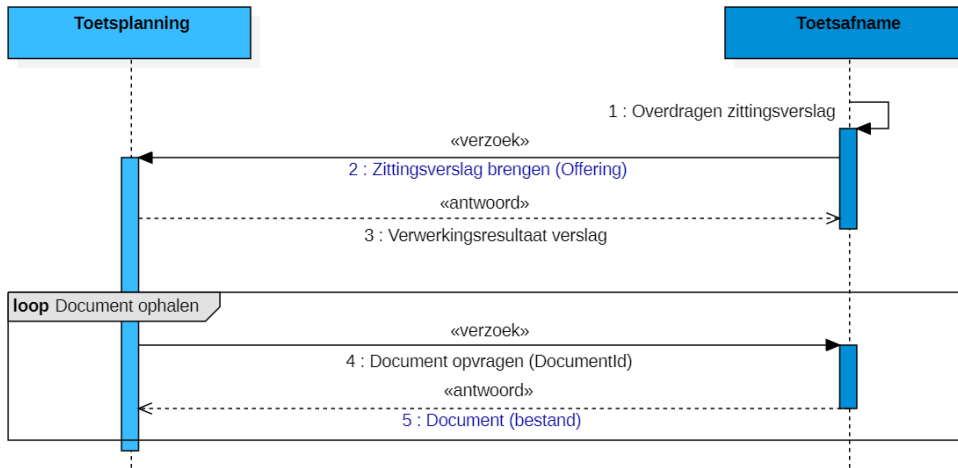 Toetsplanning
Toetsafname
1 : Overdragen zittingsverslag
«verzoek»
2 : Zittingsverslag brengen (Offering)
«antwoord»
3 : Verwerkingsresultaat verslag
loop Document ophalen
«verzoek»
4 : Document opvragen (DocumentId)
«antwoord»
5 : Document (bestand)